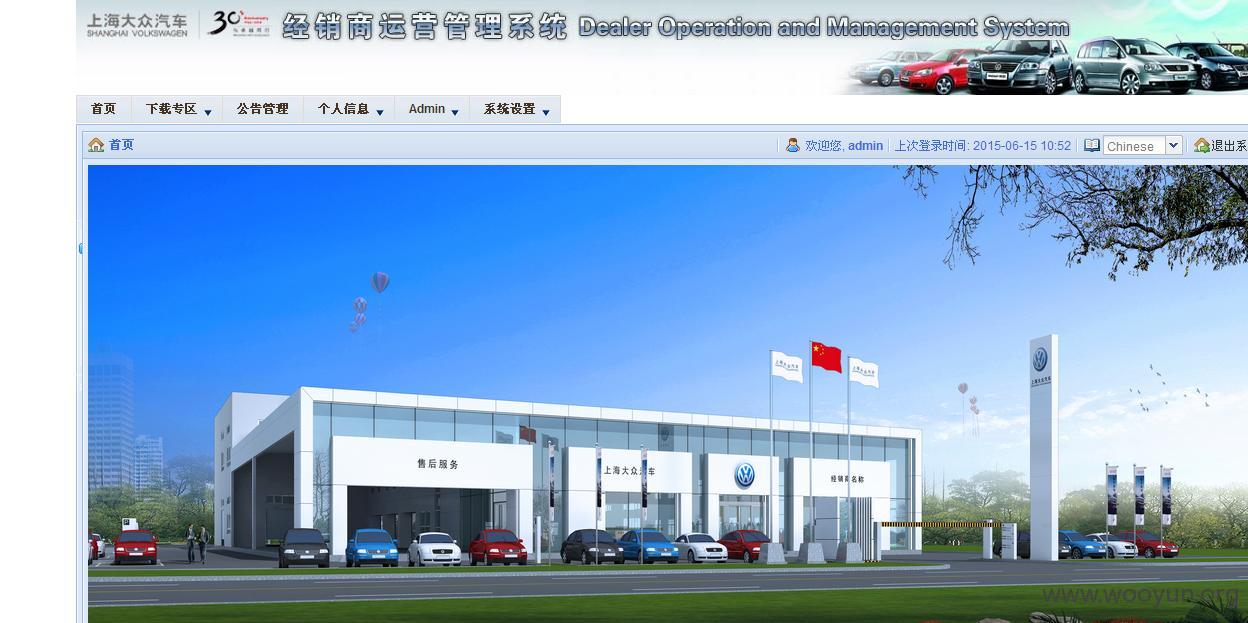 上海大众汽车
SHANGHAI VOLKSWAGEN
30
经销商运营管理系统 Dealer Operation and Management System
首页 下载专区 公告管理 个人信息 Admin 系统设置
首页 欢迎您, admin 上次登录时间: 2015-06-15 10:52 Chinese 退出系
上海大众汽车
售后服务
上海大众汽车
经销商名称
www.wooyun.org